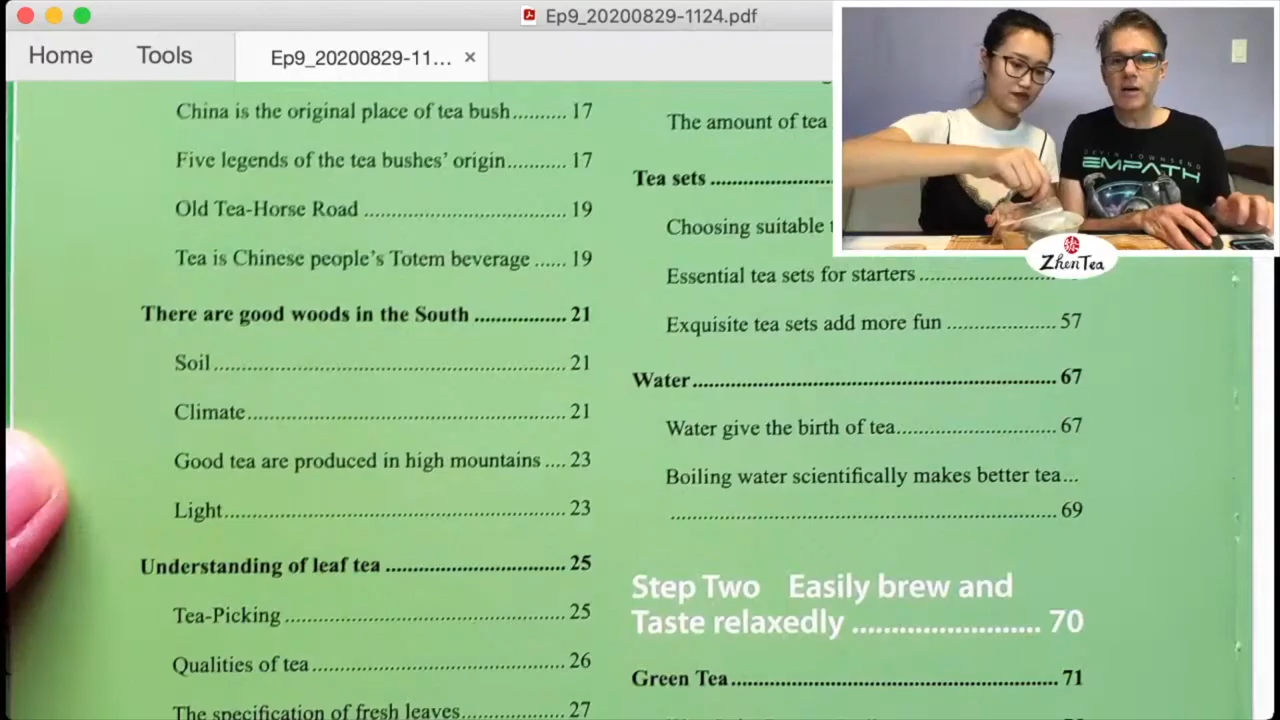 Ep9_20200829-1124.pdf
Home
Tools
Ep9_20200829-11... ×
China is the original place of tea bush.......... 17
Five legends of the tea bushes' origin............ 17
Old Tea-Horse Road .................................... 19
Tea is Chinese people's Totem beverage ...... 19
There are good woods in the South ................. 21
Soil .............................................................. 21
Climate........................................................ 21
Good tea are produced in high mountains .... 23
Light............................................................ 23
Understanding of leaf tea ................................. 25
Tea-Picking ................................................. 25
Qualities of tea............................................. 26
The specification of fresh leaves................... 27
The amount of tea
Tea sets ......................
Choosing suitable
Essential tea sets for starters ........................
Exquisite tea sets add more fun ................... 57
Water............................................................... 67
Water give the birth of tea............................ 67
Boiling water scientifically makes better tea...
................................................................ 69
Step Two Easily brew and
Taste relaxedly ........................... 70
Green Tea......................................................... 71
DEVIN TOWNSEND
EMPATH
ZhenTea